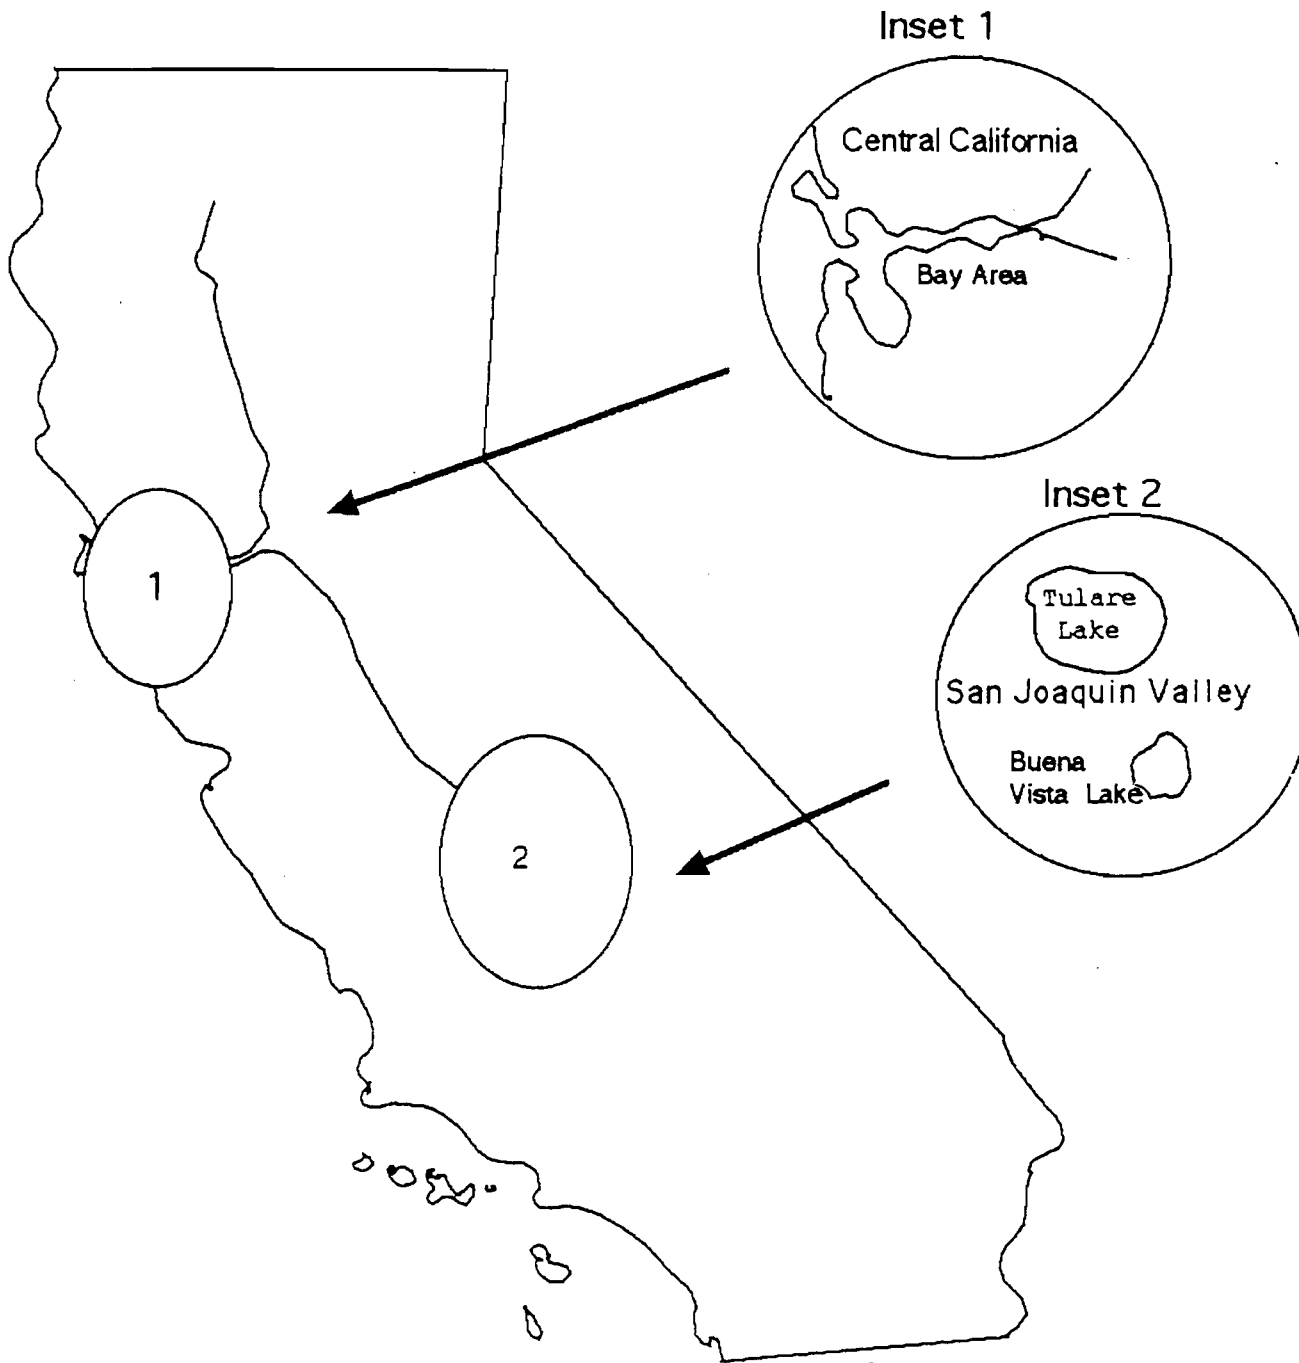 Inset 1
Central California
Bay Area
1
Inset 2
Tulare
Lake
San Joaquin Valley
Buena
Vista Lake
2